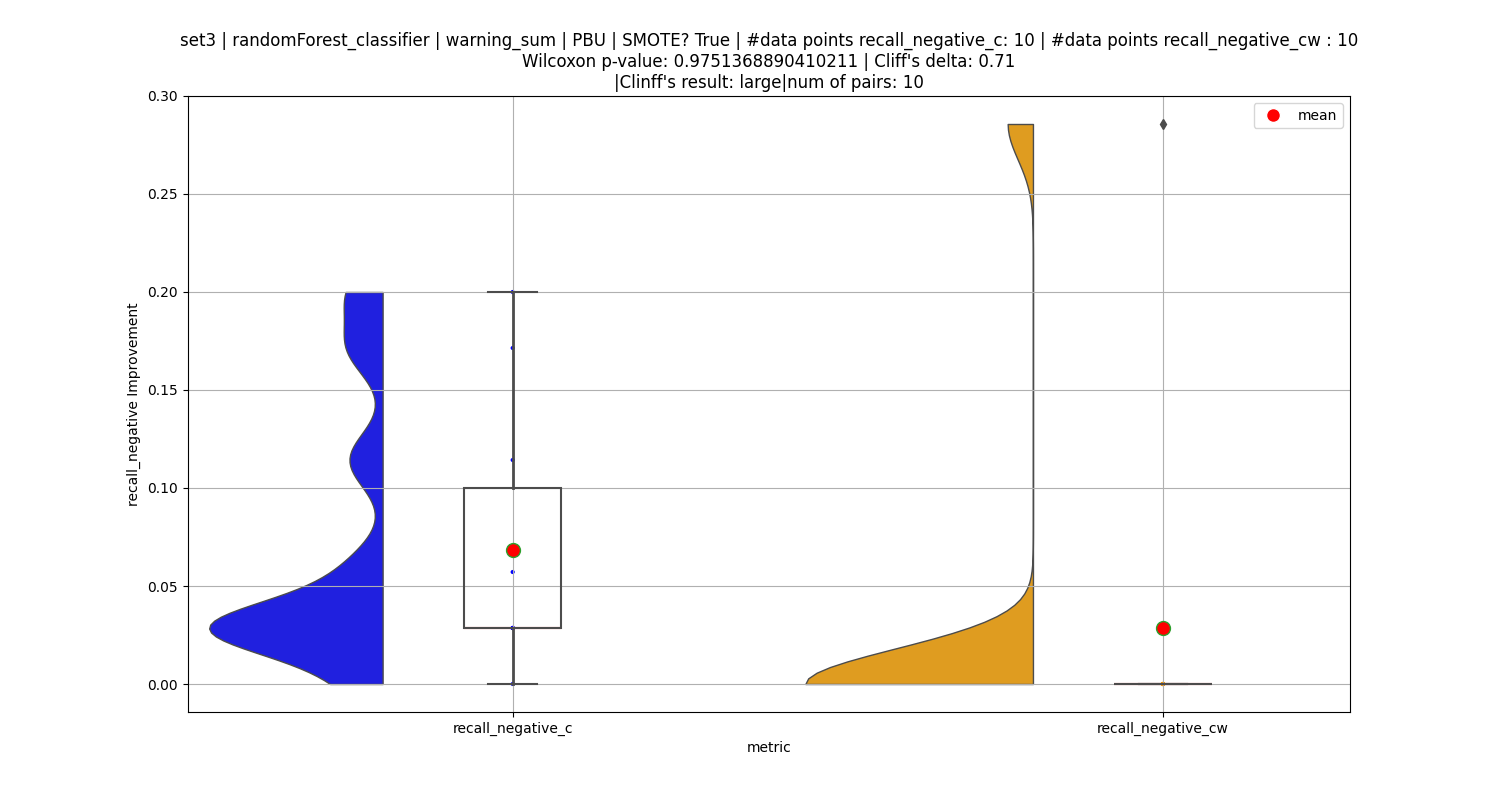 set3 | randomForest_classifier | warning_sum | PBU | SMOTE? True | #data points recall_negative_c: 10 | #data points recall_negative_cw : 10
Wilcoxon p-value: 0.9751368890410211 | Cliff's delta: 0.71
|Clinff's result: large|num of pairs: 10
mean
0.30
0.25
0.20
0.15
0.10
0.05
0.00
recall_negative Improvement
recall_negative_c
recall_negative_cw
metric